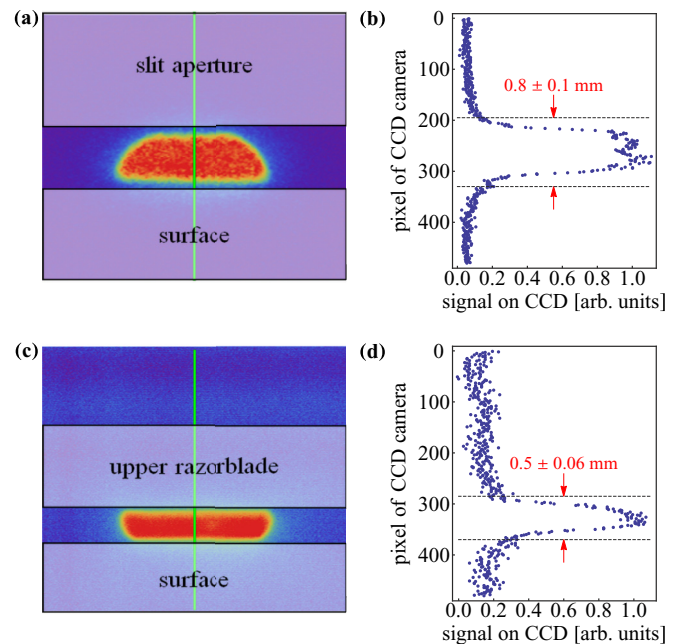 (a)
slit aperture
surface
(b)
0
100
200
300
400
pixel of CCD camera
0.8 ± 0.1 mm
0.0 0.2 0.4 0.6 0.8 1.0
signal on CCD [arb. units]
(c)
upper razorblade
surface
(d)
0
100
200
300
400
pixel of CCD camera
0.5 ± 0.06 mm
0.0 0.2 0.4 0.6 0.8 1.0
signal on CCD [arb. units]